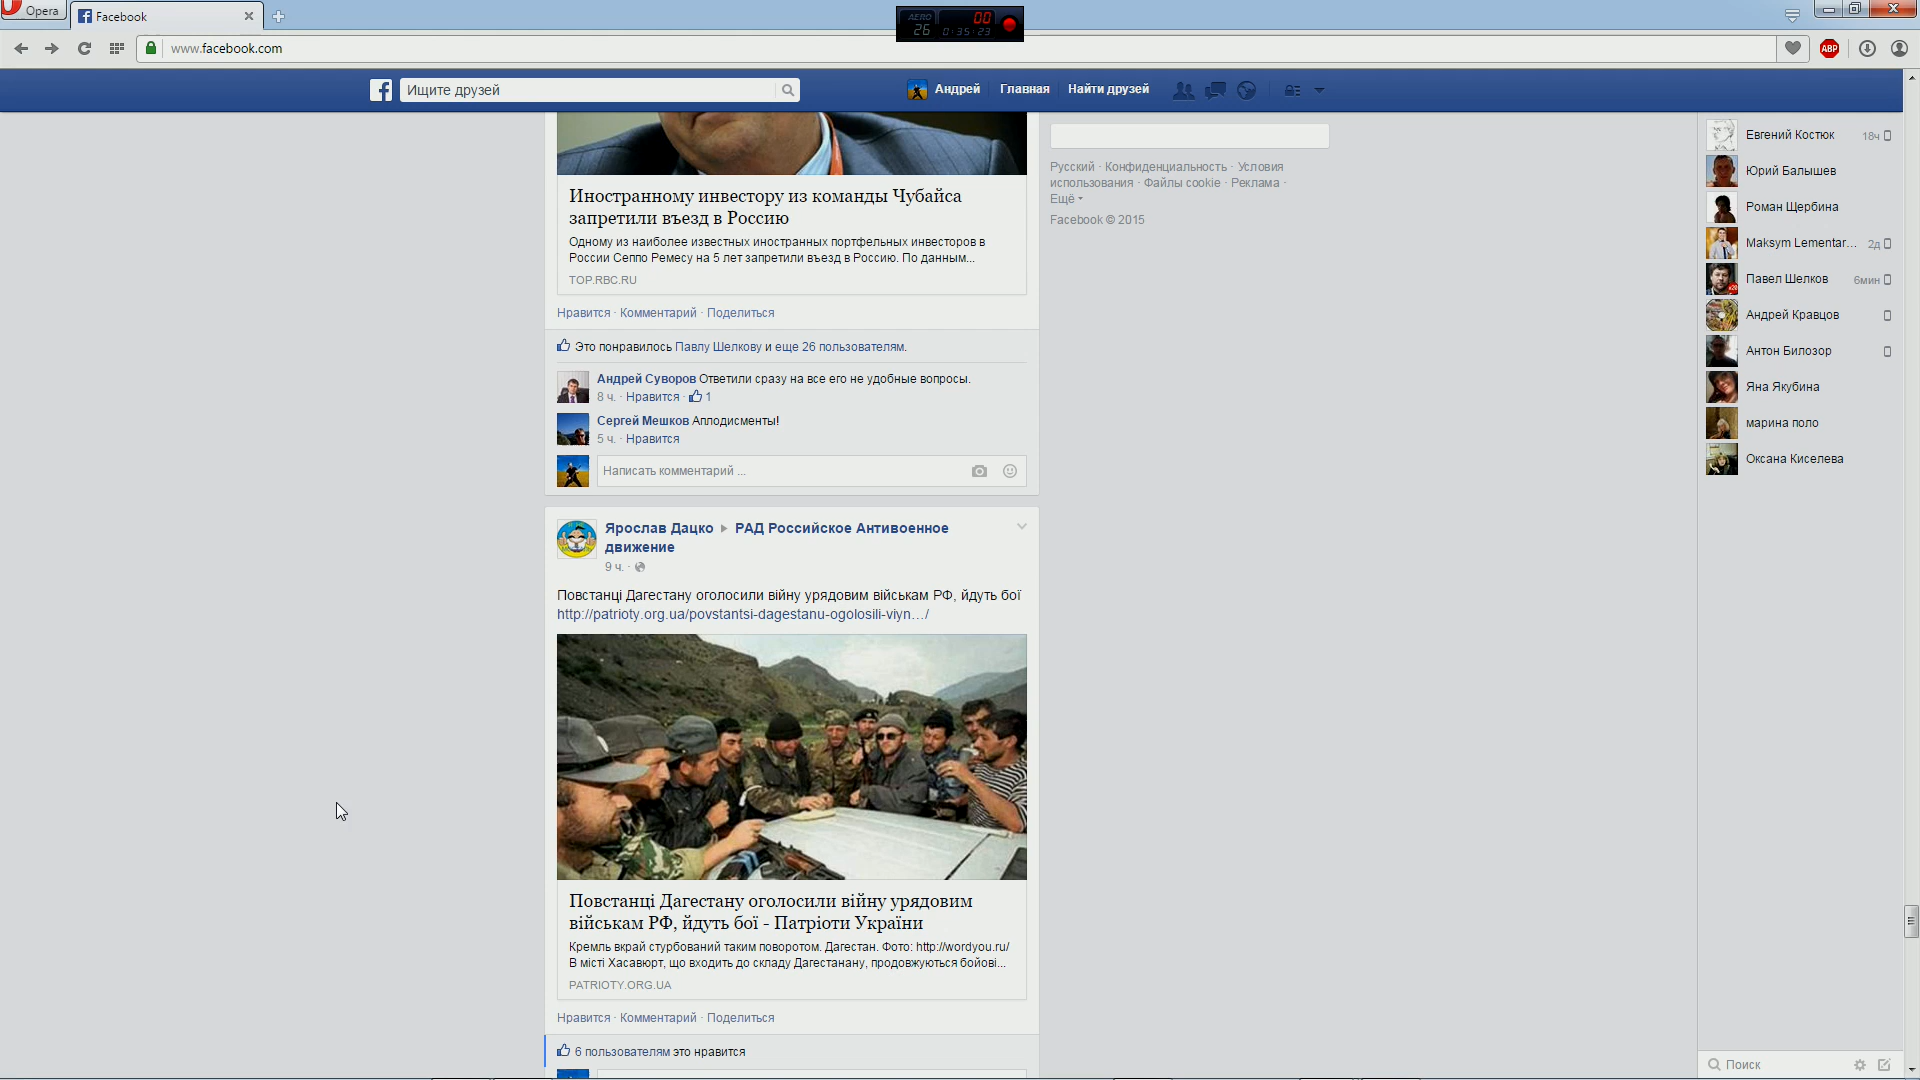 Opera
Facebook
AERO
26
00
0:35:23
www.facebook.com
ABP
Ищите друзей
Андрей
Главная
Найти друзей
Иностранному инвестору из команды Чубайса
запретили въезд в Россию
Одному из наиболее известных иностранных портфельных инвесторов в
России Сеппо Ремесу на 5 лет запретили въезд в Россию. По данным...
TOP.RBC.RU
Нравится · Комментарий · Поделиться
Это понравилось Павлу Шелкову и еще 26 пользователям.
Андрей Суворов Ответили сразу на все его не удобные вопросы.
8 ч. · Нравится · 1
Сергей Мешков Аплодисменты!
5 ч. · Нравится
Написать комментарий ...
Ярослав Дацко ▸ РАД Российское Антивоенное
движение
9 ч. ·
Повстанці Дагестану оголосили війну урядовим військам РФ, йдуть бої
http://patrioty.org.ua/povstantsi-dagestanu-ogolosili-viyn…/
Повстанці Дагестану оголосили війну урядовим
військам РФ, йдуть бої - Патріоти України
Кремль вкрай стурбований таким поворотом. Дагестан. Фото: http://wordyou.ru/
В місті Хасавюрт, що входить до складу Дагестанану, продовжуються бойові...
PATRIOTY.ORG.UA
Нравится · Комментарий · Поделиться
6 пользователям это нравится
Русский · Конфиденциальность · Условия
использования · Файлы cookie · Реклама ·
Ещё
Facebook © 2015
Евгений Костюк 18ч
Юрий Балышев
Роман Щербина
Maksym Lementar... 2д
Павел Шелков 6мин
Андрей Кравцов
Антон Билозор
Яна Якубина
марина поло
Оксана Киселева
Поиск